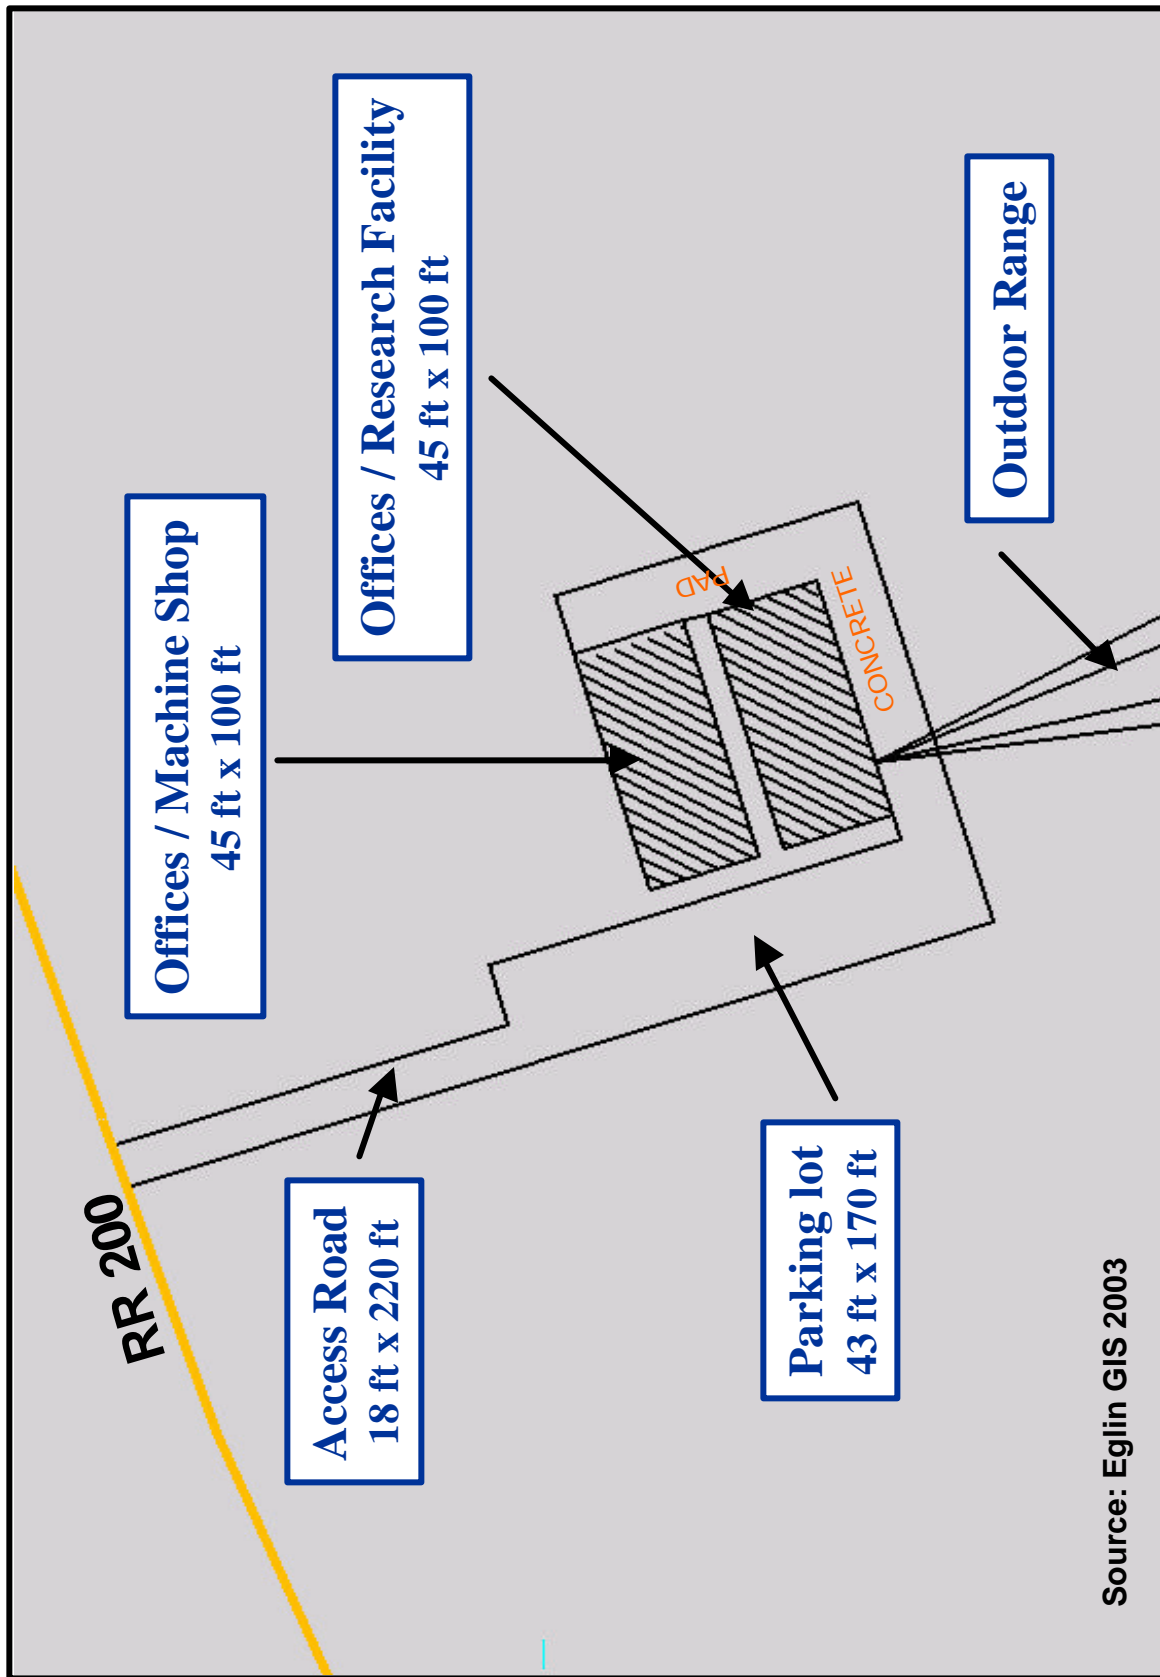 RR 200
Offices / Machine Shop
45 ft x 100 ft
Offices / Research Facility
45 ft x 100 ft
Access Road
18 ft x 220 ft
PAD
CONCRETE
Parking lot
43 ft x 170 ft
Outdoor Range
Source: Eglin GIS 2003